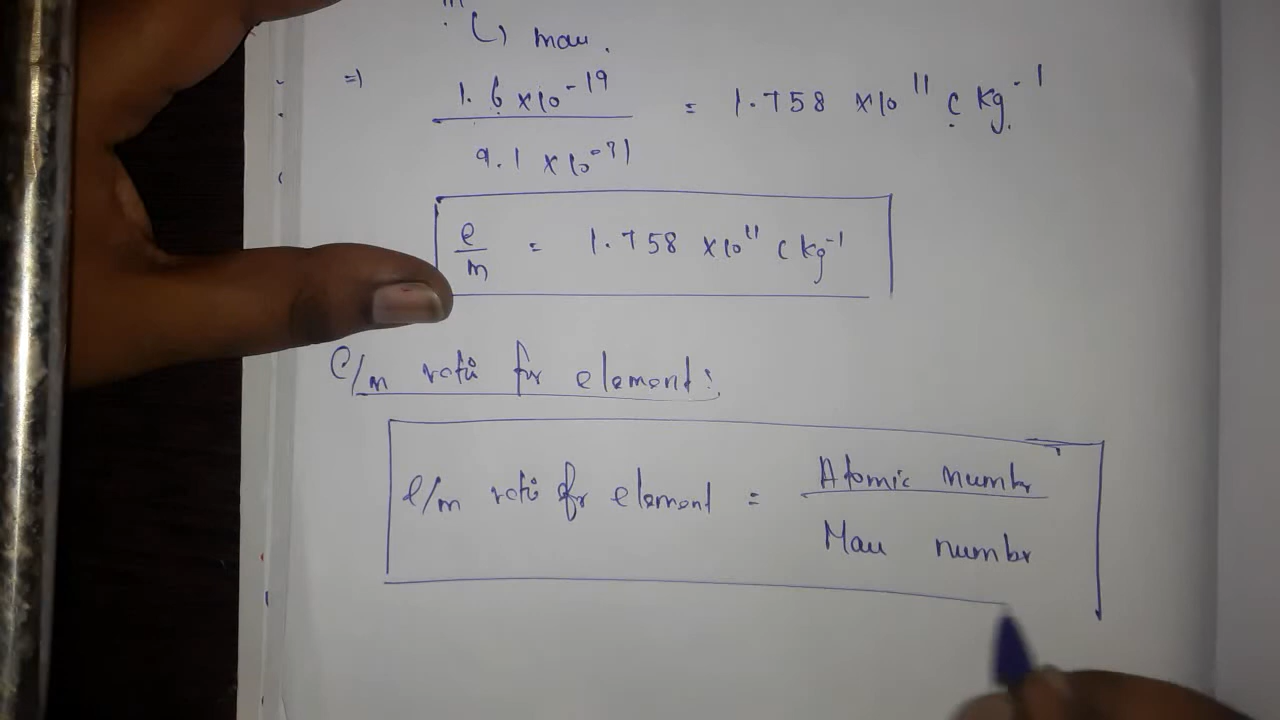 (-) mass.
⇒ 1.6 × 10⁻¹⁹ / 9.1 × 10⁻³¹ = 1.758 × 10¹¹ C kg⁻¹
e/m = 1.758 × 10¹¹ C kg⁻¹
e/m ratio for element:
e/m ratio for element = Atomic number / Mass number